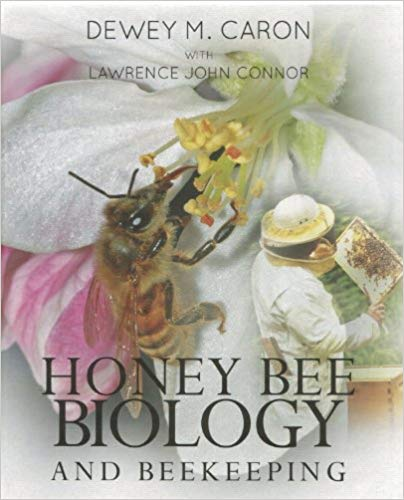 DEWEY M. CARON
WITH
LAWRENCE JOHN CONNOR
HONEY BEE
BIOLOGY
AND BEEKEEPING